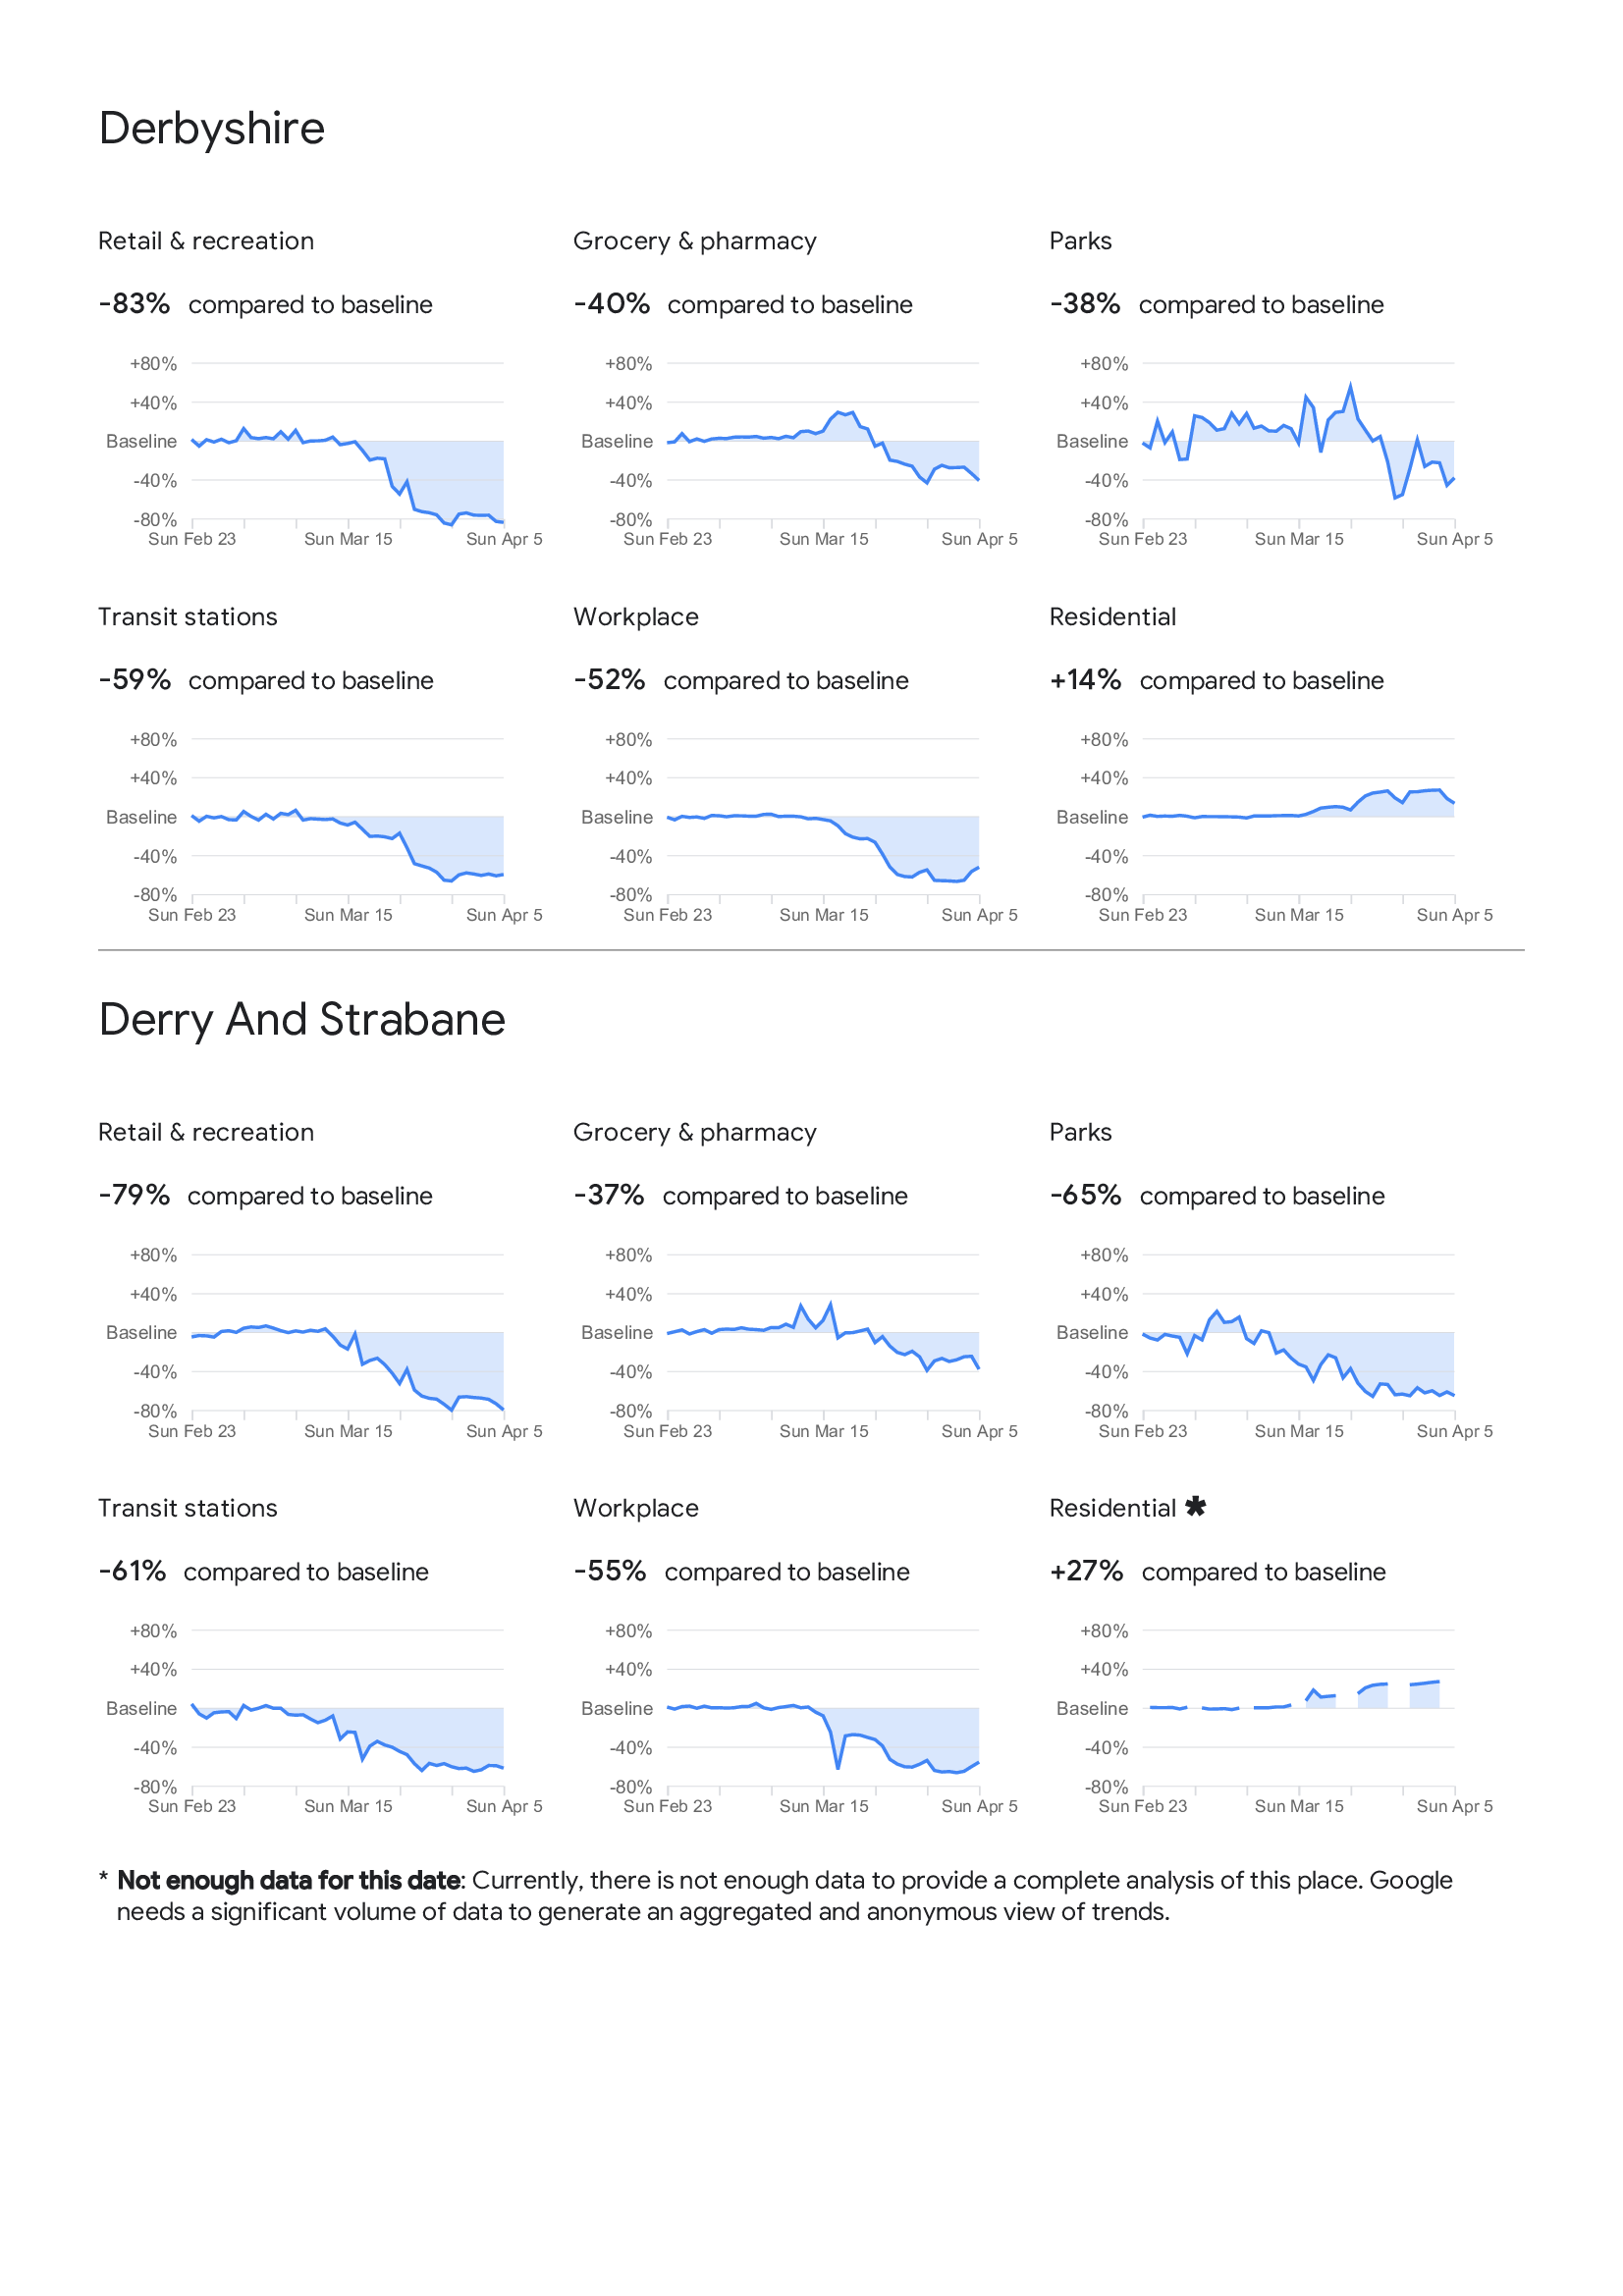 Derbyshire
Retail & recreation
-83% compared to baseline
+80%
+40%
Baseline
-40%
-80%
Sun Feb 23 Sun Mar 15 Sun Apr 5
Grocery & pharmacy
-40% compared to baseline
+80%
+40%
Baseline
-40%
-80%
Sun Feb 23 Sun Mar 15 Sun Apr 5
Parks
-38% compared to baseline
+80%
+40%
Baseline
-40%
-80%
Sun Feb 23 Sun Mar 15 Sun Apr 5
Transit stations
-59% compared to baseline
+80%
+40%
Baseline
-40%
-80%
Sun Feb 23 Sun Mar 15 Sun Apr 5
Workplace
-52% compared to baseline
+80%
+40%
Baseline
-40%
-80%
Sun Feb 23 Sun Mar 15 Sun Apr 5
Residential
+14% compared to baseline
+80%
+40%
Baseline
-40%
-80%
Sun Feb 23 Sun Mar 15 Sun Apr 5
Derry And Strabane
Retail & recreation
-79% compared to baseline
+80%
+40%
Baseline
-40%
-80%
Sun Feb 23 Sun Mar 15 Sun Apr 5
Grocery & pharmacy
-37% compared to baseline
+80%
+40%
Baseline
-40%
-80%
Sun Feb 23 Sun Mar 15 Sun Apr 5
Parks
-65% compared to baseline
+80%
+40%
Baseline
-40%
-80%
Sun Feb 23 Sun Mar 15 Sun Apr 5
Transit stations
-61% compared to baseline
+80%
+40%
Baseline
-40%
-80%
Sun Feb 23 Sun Mar 15 Sun Apr 5
Workplace
-55% compared to baseline
+80%
+40%
Baseline
-40%
-80%
Sun Feb 23 Sun Mar 15 Sun Apr 5
Residential *
+27% compared to baseline
+80%
+40%
Baseline
-40%
-80%
Sun Feb 23 Sun Mar 15 Sun Apr 5
* Not enough data for this date: Currently, there is not enough data to provide a complete analysis of this place. Google
needs a significant volume of data to generate an aggregated and anonymous view of trends.